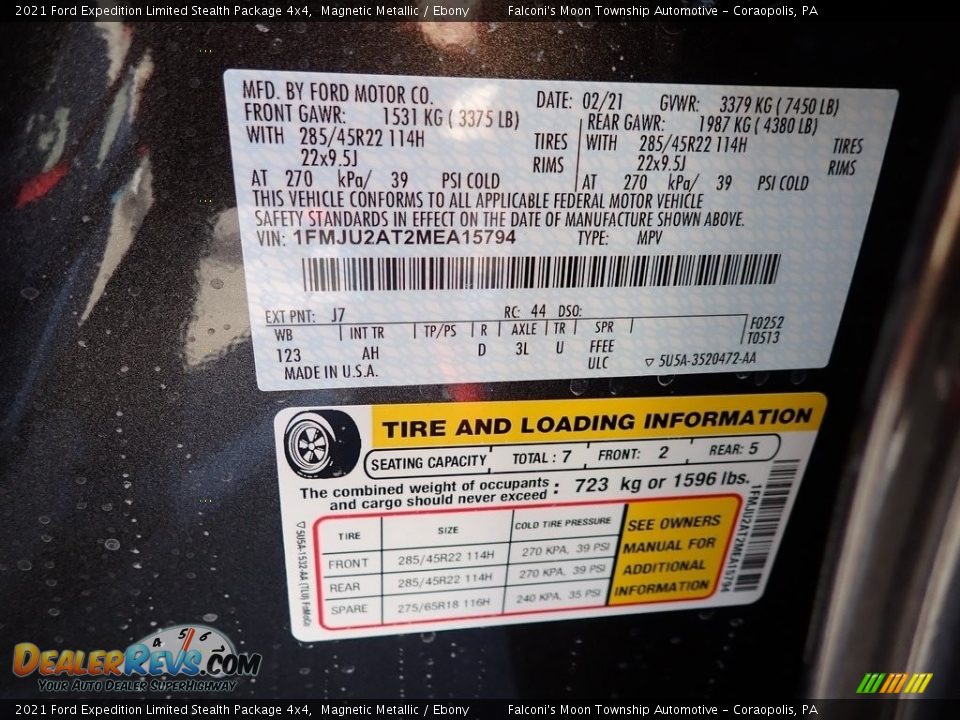 2021 Ford Expedition Limited Stealth Package 4x4, Magnetic Metallic / Ebony Falconi's Moon Township Automotive - Coraopolis, PA
MFD. BY FORD MOTOR CO. DATE: 02/21 GVWR: 3379 KG ( 7450 LB)
FRONT GAWR: 1531 KG ( 3375 LB) REAR GAWR: 1987 KG ( 4380 LB)
WITH 285/45R22 114H TIRES WITH 285/45R22 114H TIRES
22x9.5J RIMS 22x9.5J RIMS
AT 270 kPa/ 39 PSI COLD AT 270 kPa/ 39 PSI COLD
THIS VEHICLE CONFORMS TO ALL APPLICABLE FEDERAL MOTOR VEHICLE
SAFETY STANDARDS IN EFFECT ON THE DATE OF MANUFACTURE SHOWN ABOVE.
VIN: 1FMJU2AT2MEA15794 TYPE: MPV
EXT PNT: J7 RC: 44 DSO:
WB INT TR TP/PS R AXLE TR SPR F0252
T0513
123 AH D 3L U FFEE
ULC
MADE IN U.S.A. 5U5A-3520472-AA
TIRE AND LOADING INFORMATION
SEATING CAPACITY TOTAL : 7 FRONT: 2 REAR: 5
The combined weight of occupants
and cargo should never exceed : 723 kg or 1596 lbs.
TIRE SIZE COLD TIRE PRESSURE
FRONT 285/45R22 114H 270 KPA, 39 PSI
REAR 285/45R22 114H 270 KPA, 39 PSI
SPARE 275/65R18 116H 240 KPA, 35 PSI
SEE OWNERS
MANUAL FOR
ADDITIONAL
INFORMATION
1FMJU2AT2MEA15794
5U5A-1532-AA (TLU)
4 5 6
DealerRevs.com
Your Auto Dealer SuperHighway
2021 Ford Expedition Limited Stealth Package 4x4, Magnetic Metallic / Ebony Falconi's Moon Township Automotive - Coraopolis, PA